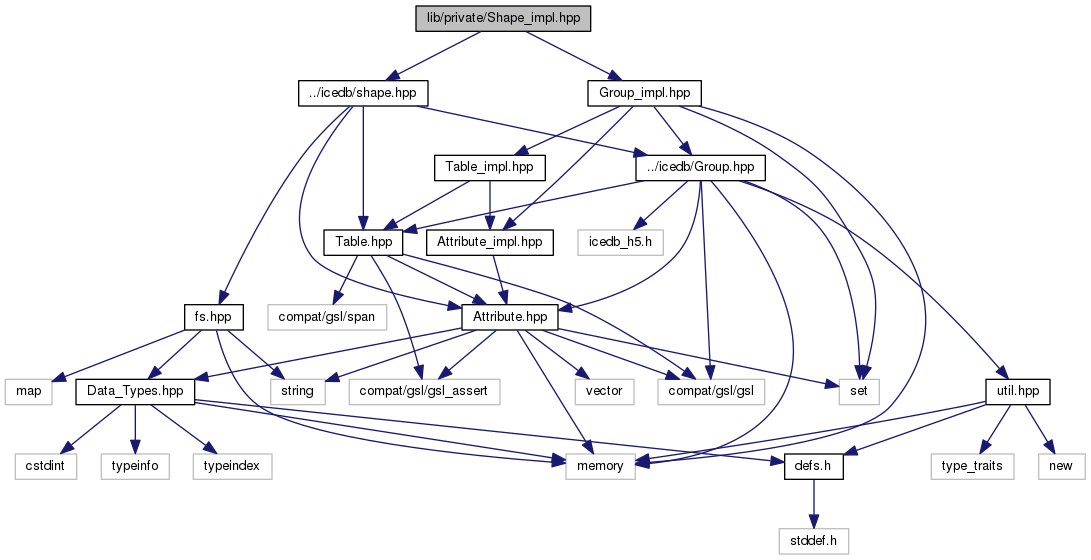 lib/private/Shape_impl.hpp
../icedb/shape.hpp
Group_impl.hpp
Table_impl.hpp
../icedb/Group.hpp
Table.hpp
Attribute_impl.hpp
icedb_h5.h
fs.hpp
compat/gsl/span
Attribute.hpp
map
Data_Types.hpp
string
compat/gsl/gsl_assert
vector
compat/gsl/gsl
set
util.hpp
cstdint
typeinfo
typeindex
memory
defs.h
type_traits
new
stddef.h